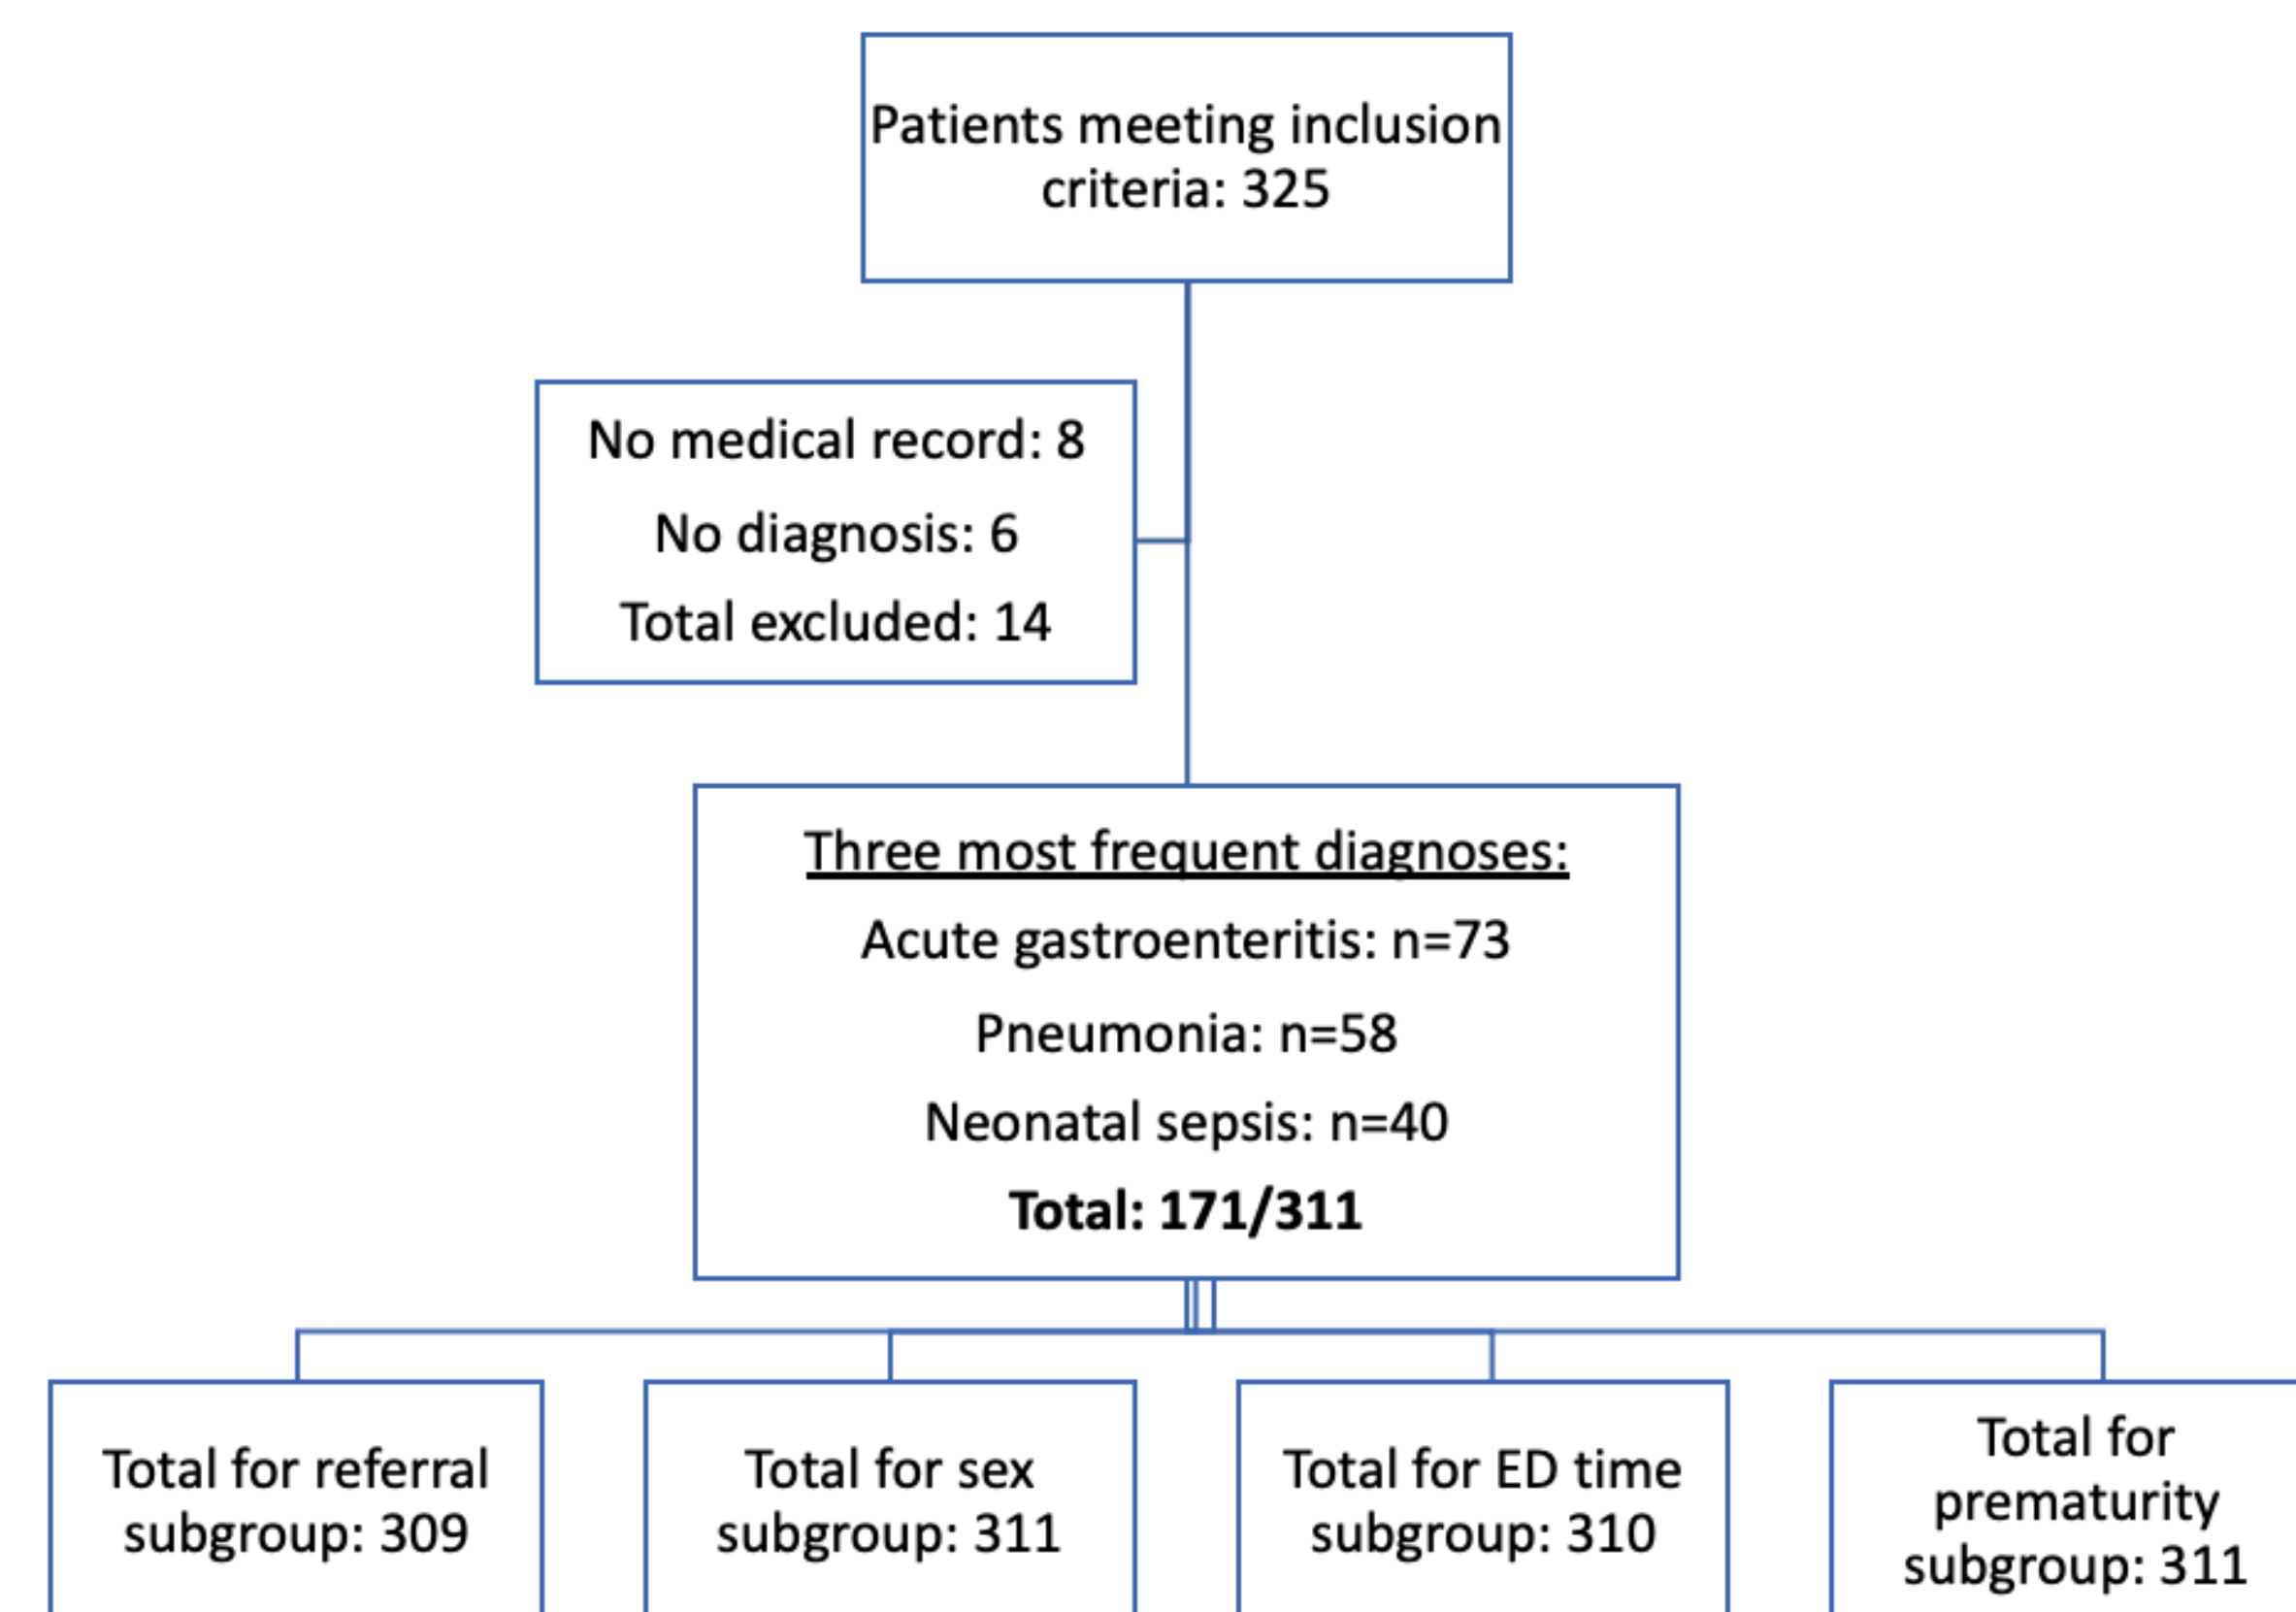 Patients meeting inclusion
criteria: 325
No medical record: 8
No diagnosis: 6
Total excluded: 14
Three most frequent diagnoses:
Acute gastroenteritis: n=73
Pneumonia: n=58
Neonatal sepsis: n=40
Total: 171/311
Total for referral
subgroup: 309
Total for sex
subgroup: 311
Total for ED time
subgroup: 310
Total for
prematurity
subgroup: 311